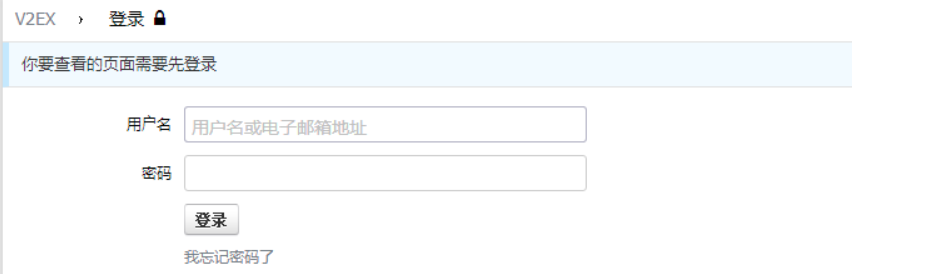 V2EX › 登录
你要查看的页面需要先登录
用户名 用户名或电子邮箱地址
密码
登录
我忘记密码了